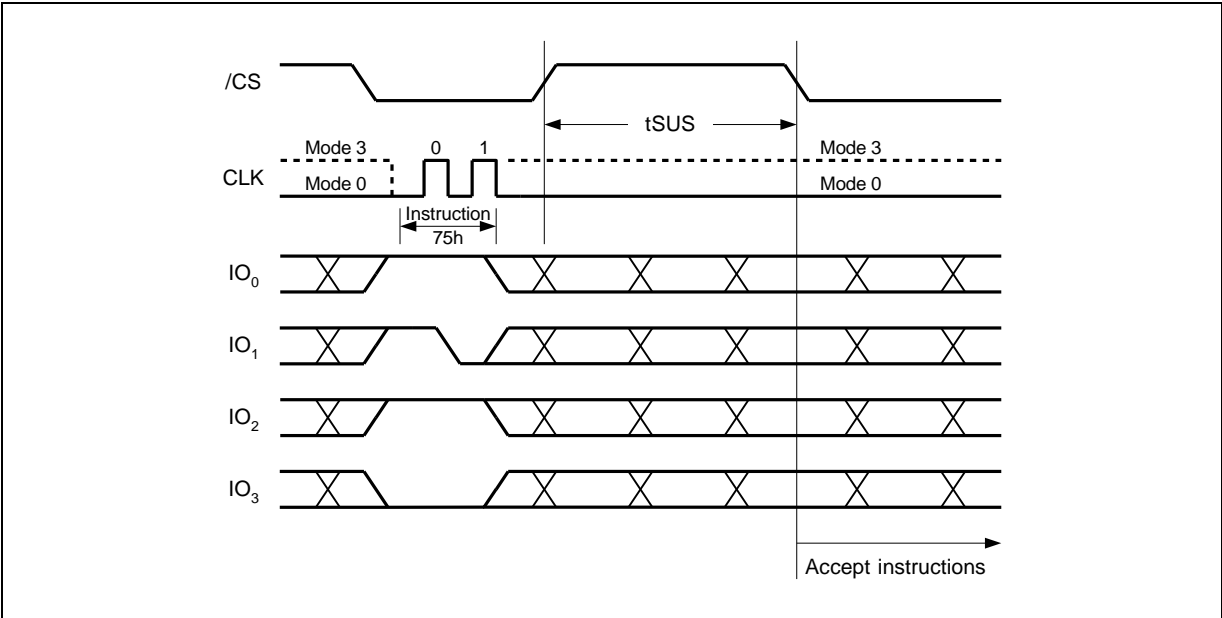 /CS
tSUS
Mode 3 0 1 Mode 3
CLK
Mode 0 Mode 0
Instruction
75h
IO0
IO1
IO2
IO3
Accept instructions